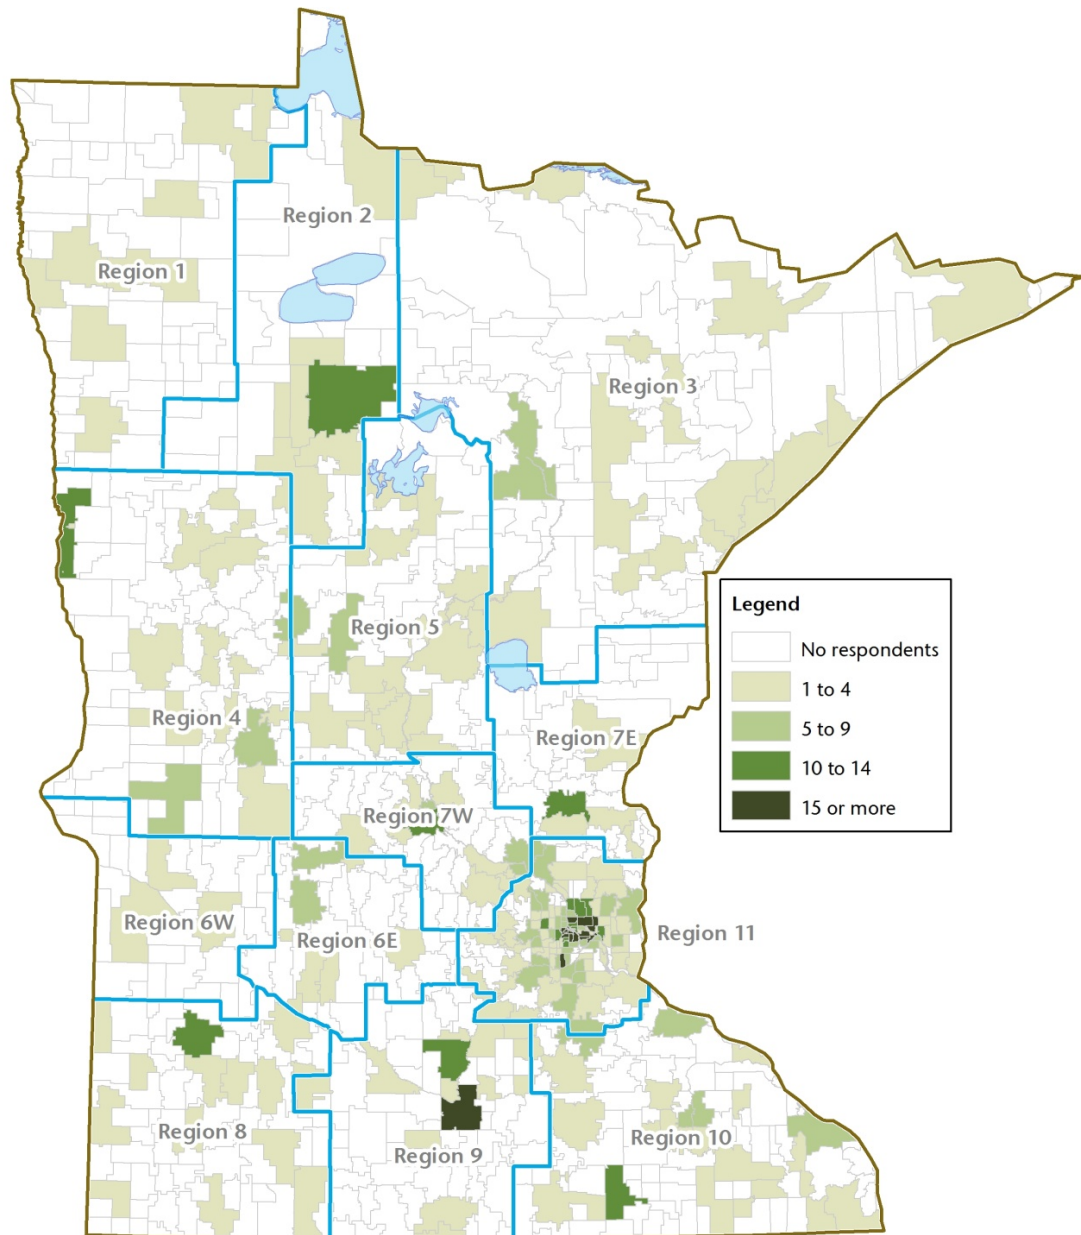 Region 2
Region 1
Region 3
Legend
No respondents
1 to 4
5 to 9
10 to 14
15 or more
Region 5
Region 4
Region 7E
Region 7W
Region 6W
Region 6E
Region 11
Region 8
Region 9
Region 10